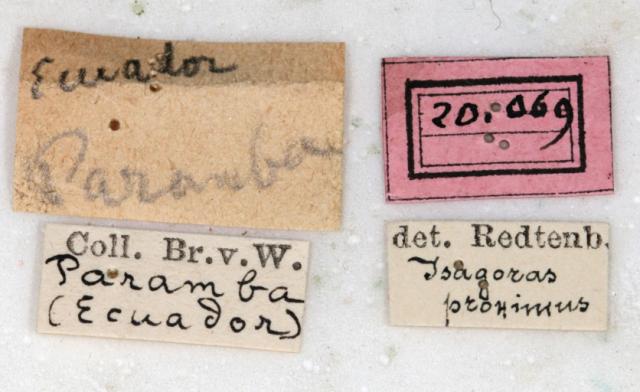 Ecuador
Paramba
20.069
Coll. Br. v. W.
Paramba
(Ecuador)
det. Redtenb.
Isagoras
proximus